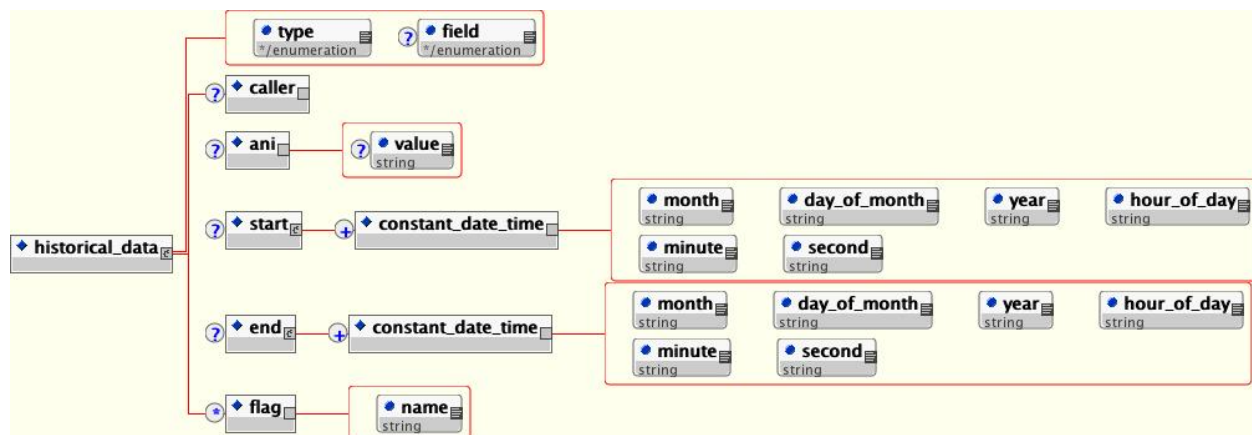 type field
*/enumeration */enumeration
? caller
? ani ? value
string
month day_of_month year hour_of_day
string string string string
? start + constant_date_time
minute second
string string
historical_data
month day_of_month year hour_of_day
string string string string
? end + constant_date_time
minute second
string string
* flag name
string